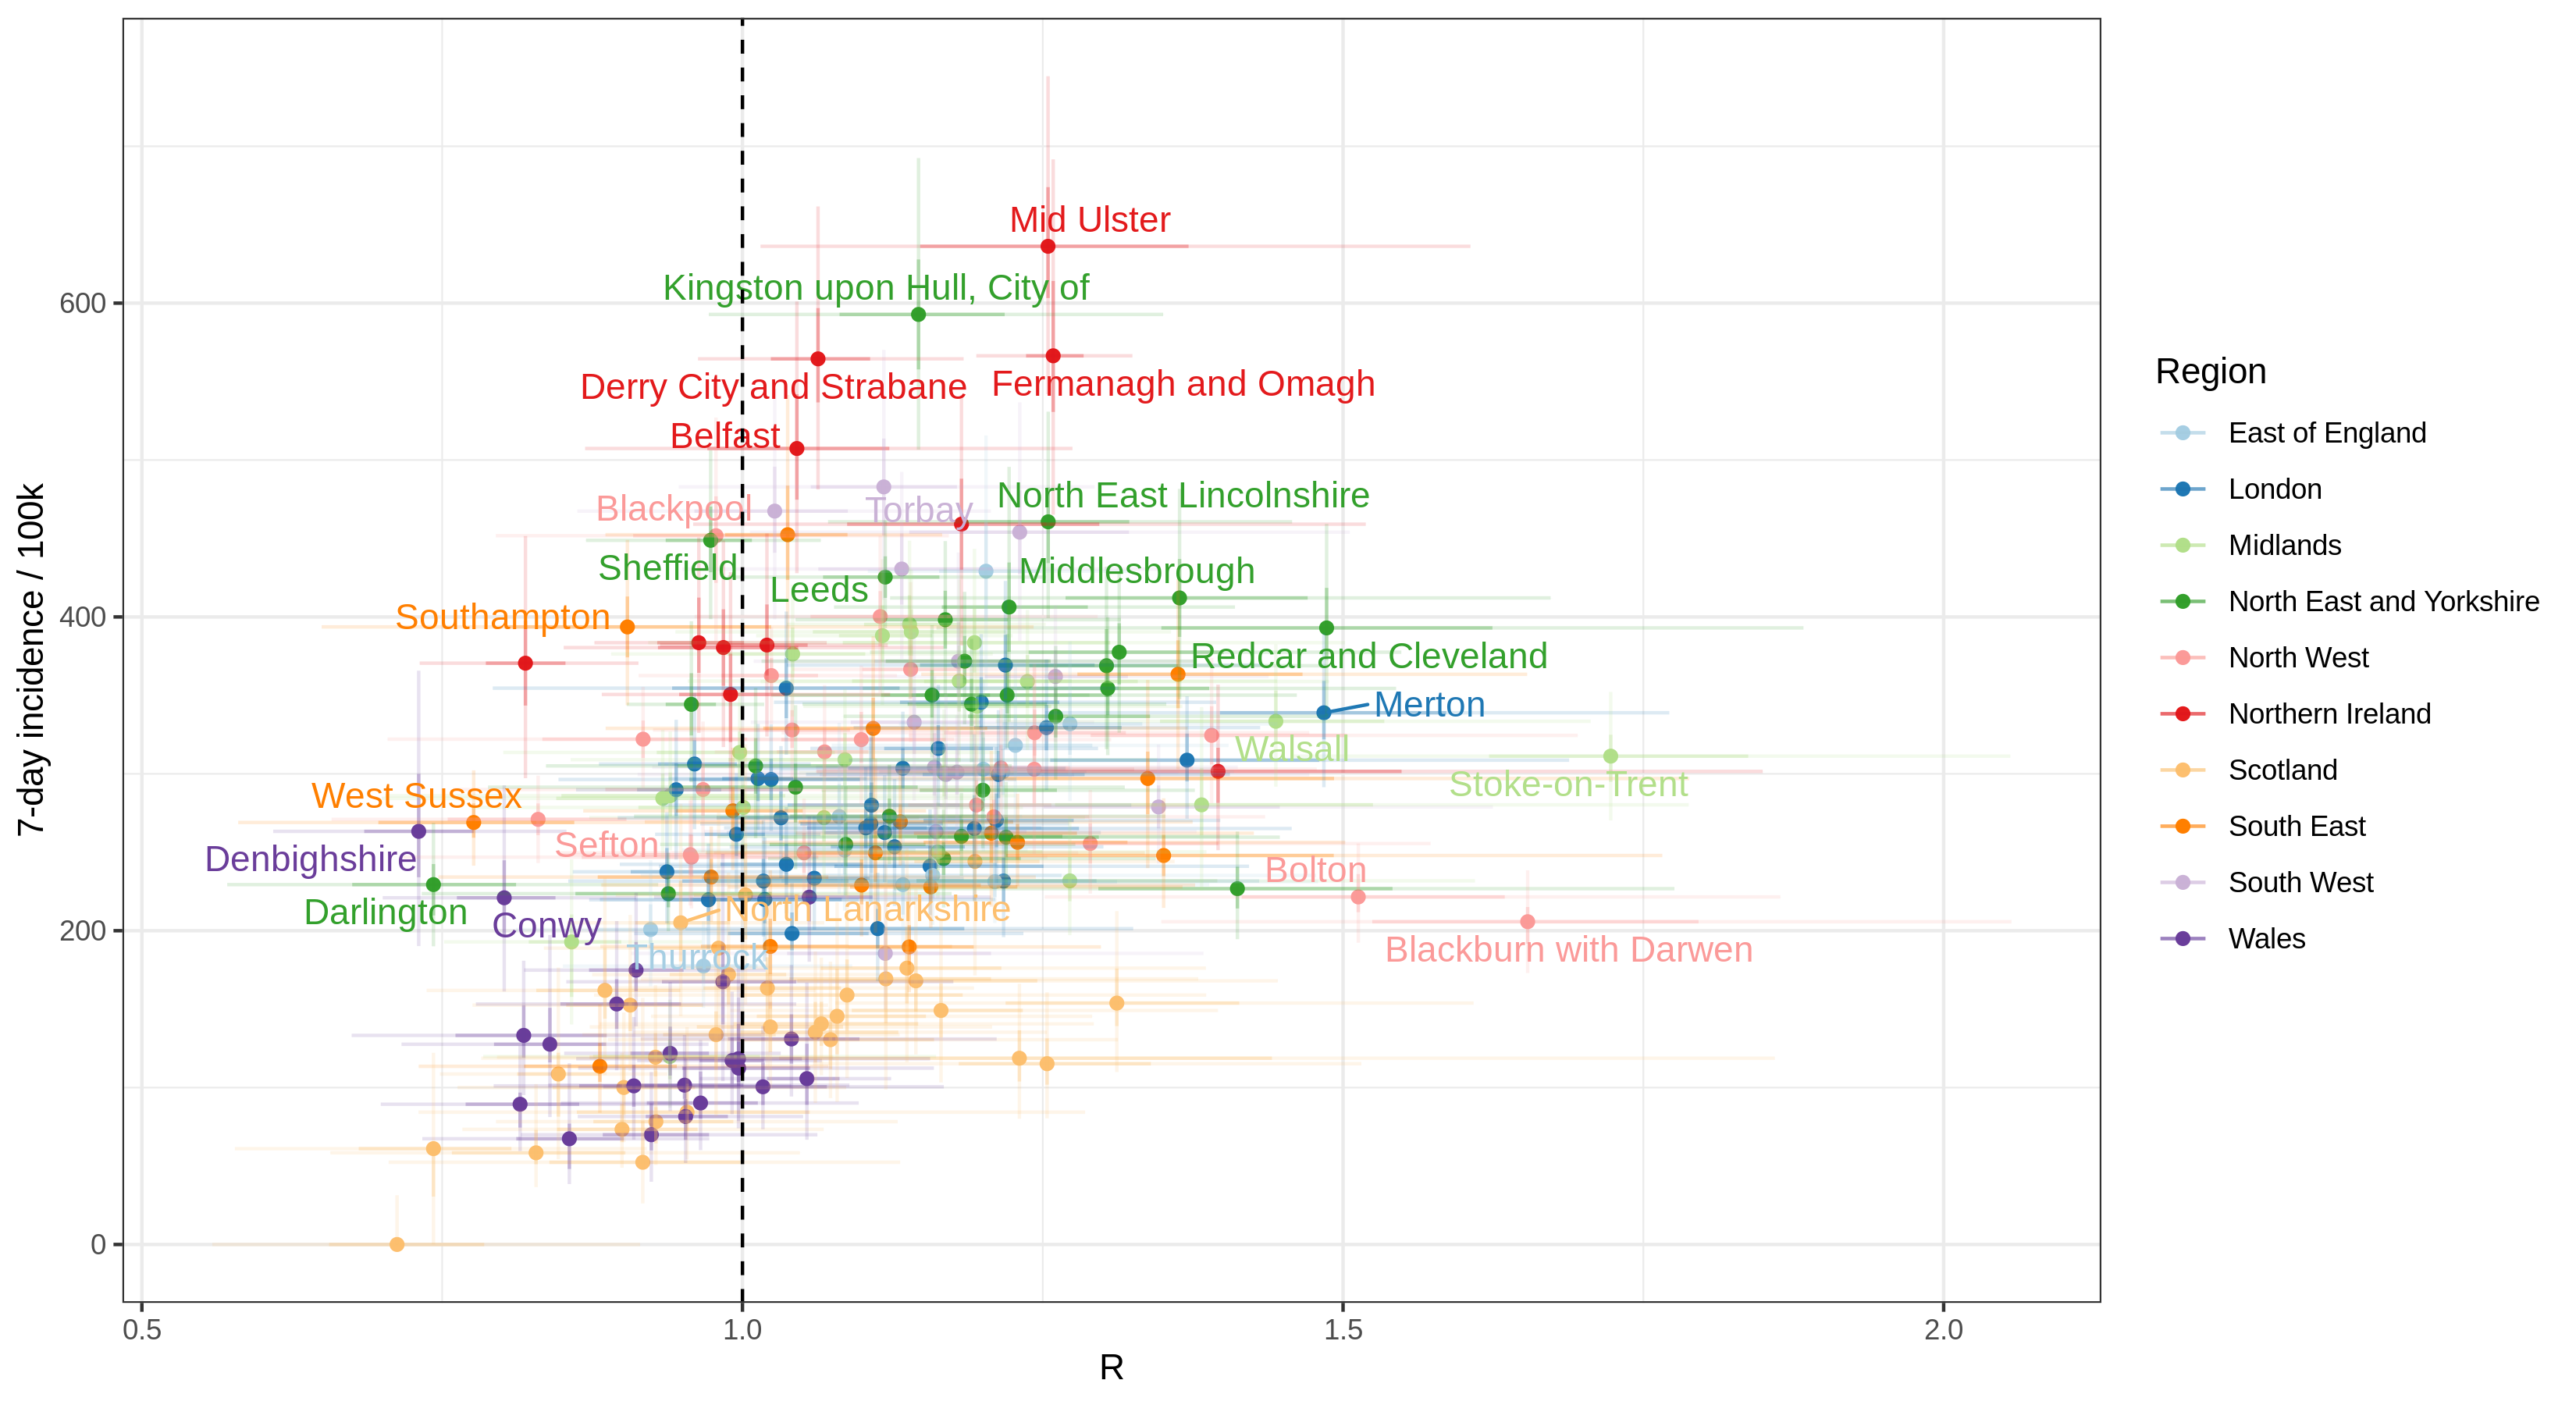 Mid Ulster
Kingston upon Hull, City of
Derry City and Strabane
Fermanagh and Omagh
Belfast
Blackpool
Torbay
North East Lincolnshire
Sheffield
Leeds
Middlesbrough
Southampton
Redcar and Cleveland
Merton
Walsall
Stoke-on-Trent
West Sussex
Sefton
Denbighshire
Bolton
Darlington
Conwy
North Lanarkshire
Thurrock
Blackburn with Darwen
600
400
200
0
7-day incidence / 100k
0.5
1.0
1.5
2.0
R
Region
East of England
London
Midlands
North East and Yorkshire
North West
Northern Ireland
Scotland
South East
South West
Wales